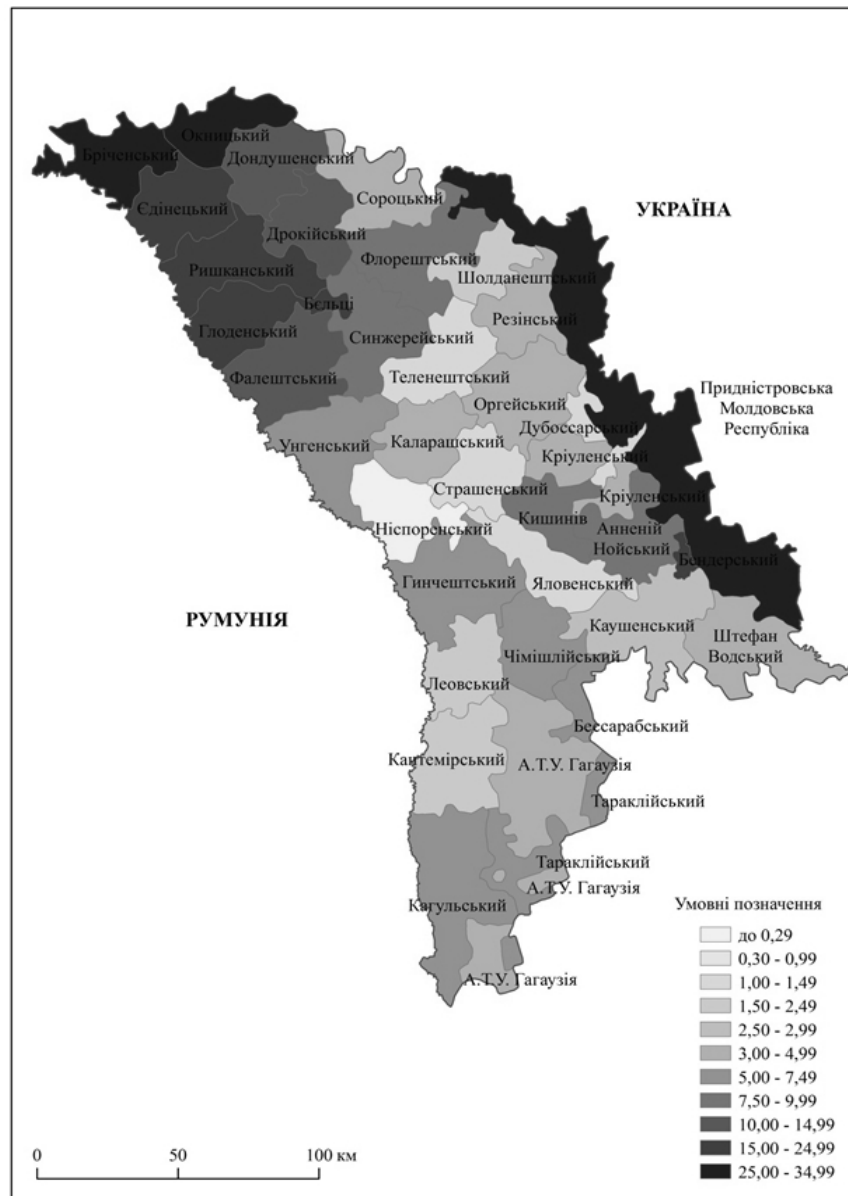 Окницький
Бріченський
Дондушенський
Сороцький
Єдінецький
УКРАЇНА
Дрокійський
Флорештський
Ришканський
Шолданештський
Бєльці
Резінський
Глоденський
Синжерейський
Фалештський
Теленештський
Придністровська
Молдовська
Республіка
Оргейський
Дубоссарський
Унгенський
Каларашський
Кріуленський
Страшенський
Кріуленський
Кишинів
Ніспоренський
Анненій
Нойський
Бендерський
Гинчештський
Яловенський
РУМУНІЯ
Каушенський
Штефан
Водський
Чімішлійський
Леовський
Бессарабський
Кантемірський
А.Т.У. Гагаузія
Тараклійський
Тараклійський
А.Т.У. Гагаузія
Кагульський
А.Т.У. Гагаузія
Умовні позначення
до 0,29
0,30 - 0,99
1,00 - 1,49
1,50 - 2,49
2,50 - 2,99
3,00 - 4,99
5,00 - 7,49
7,50 - 9,99
10,00 - 14,99
15,00 - 24,99
25,00 - 34,99
0 50 100 км